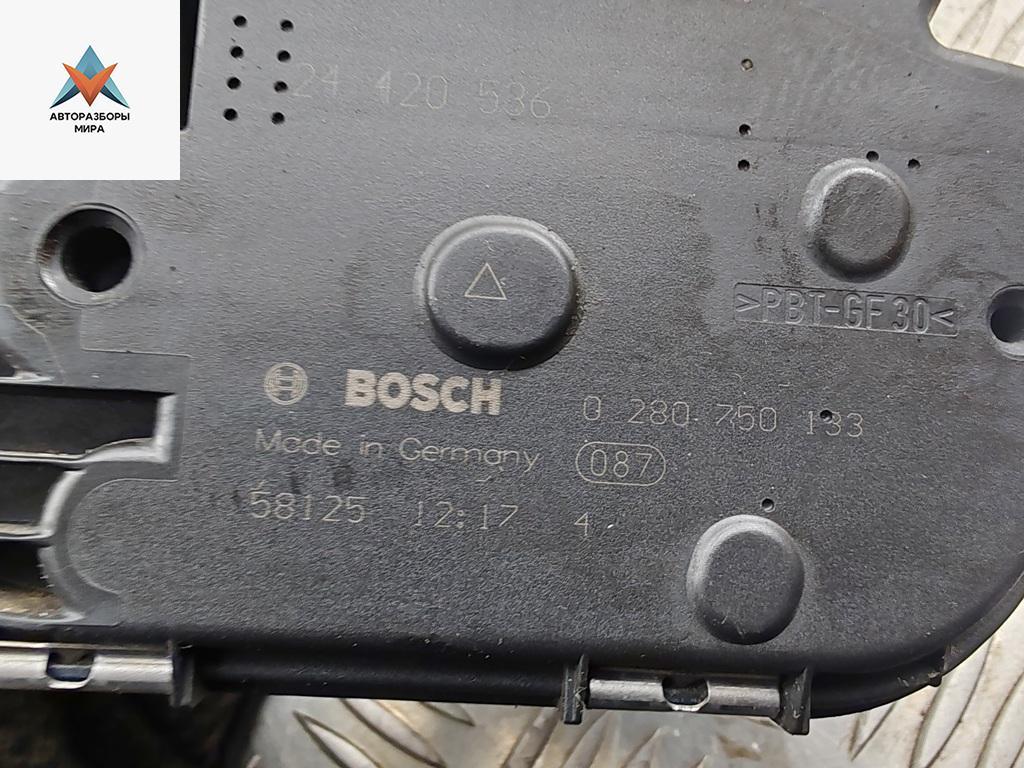 АВТОРАЗБОРЫ
МИРА
24 420 536
>PBT-GF30<
BOSCH
0 280 750 133
Made in Germany
087
58125 12:17 4